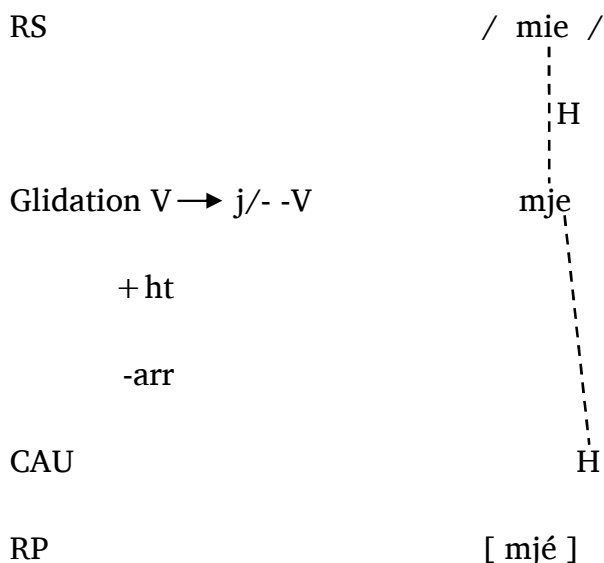 RS / mie /
H
Glidation V → j/- -V mje
+ht
-arr
CAU H
RP [ mjé ]